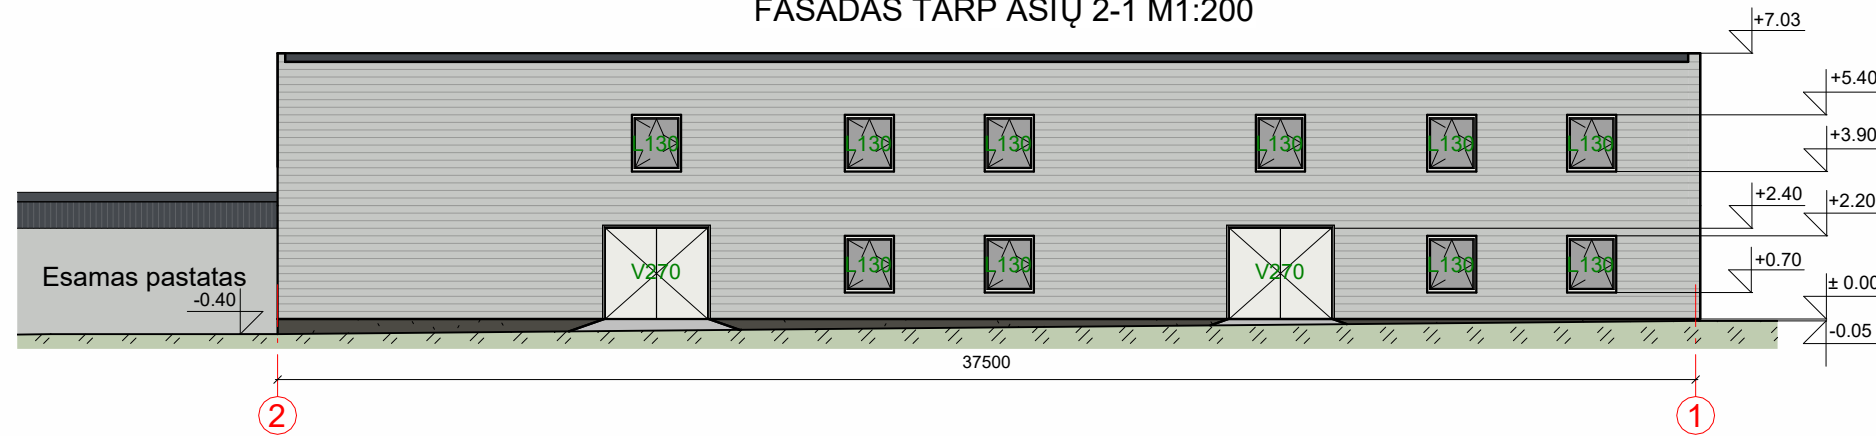 FASADAS TARP AŠIŲ 2-1 M1:200
+7.03
+5.40
+3.90
+2.40
+2.20
+0.70
± 0.00
-0.05
L130 L130 L130 L130 L130 L130
V270 L130 L130 V270 L130 L130
Esamas pastatas
-0.40
37500
2 1